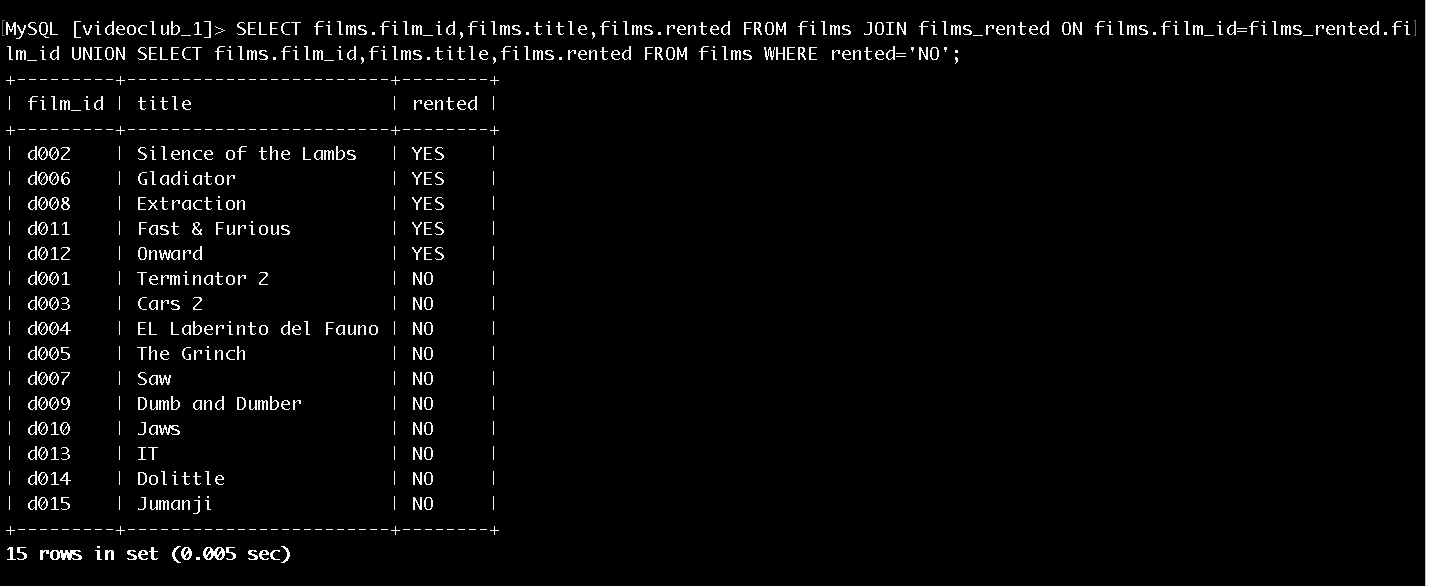 MySQL [videoclub_1]> SELECT films.film_id,films.title,films.rented FROM films JOIN films_rented ON films.film_id=films_rented.fi
lm_id UNION SELECT films.film_id,films.title,films.rented FROM films WHERE rented='NO';
+---------+------------------------+--------+
| film_id | title                  | rented |
+---------+------------------------+--------+
| d002    | Silence of the Lambs   | YES    |
| d006    | Gladiator              | YES    |
| d008    | Extraction             | YES    |
| d011    | Fast & Furious         | YES    |
| d012    | Onward                 | YES    |
| d001    | Terminator 2           | NO     |
| d003    | Cars 2                 | NO     |
| d004    | EL Laberinto del Fauno | NO     |
| d005    | The Grinch             | NO     |
| d007    | Saw                    | NO     |
| d009    | Dumb and Dumber        | NO     |
| d010    | Jaws                   | NO     |
| d013    | IT                     | NO     |
| d014    | Dolittle               | NO     |
| d015    | Jumanji                | NO     |
+---------+------------------------+--------+
15 rows in set (0.005 sec)